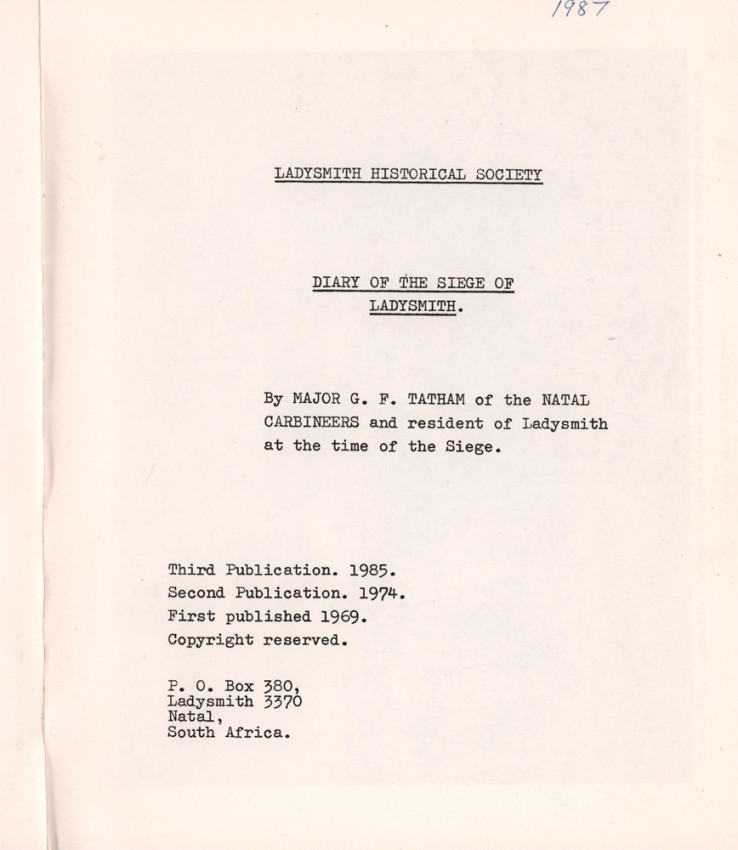 1987
LADYSMITH HISTORICAL SOCIETY
DIARY OF THE SIEGE OF
LADYSMITH.
By MAJOR G. F. TATHAM of the NATAL
CARBINEERS and resident of Ladysmith
at the time of the Siege.
Third Publication. 1985.
Second Publication. 1974.
First published 1969.
Copyright reserved.
P. O. Box 380,
Ladysmith 3370
Natal,
South Africa.